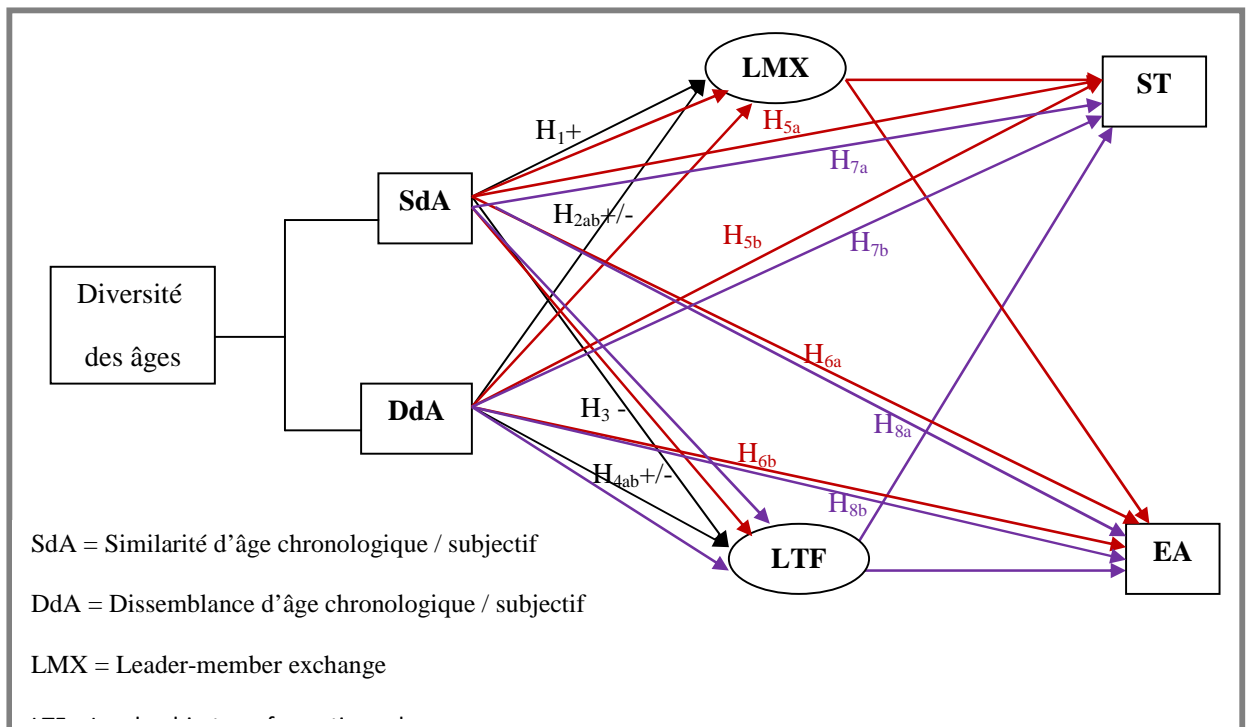 LMX
ST
H5a
H1+
H7a
SdA
H2ab+/-
H5b
H7b
Diversité
des âges
H6a
DdA
H3 -
H8a
H6b
H4ab+/-
H8b
SdA = Similarité d’âge chronologique / subjectif
LTF
EA
DdA = Dissemblance d’âge chronologique / subjectif
LMX = Leader-member exchange